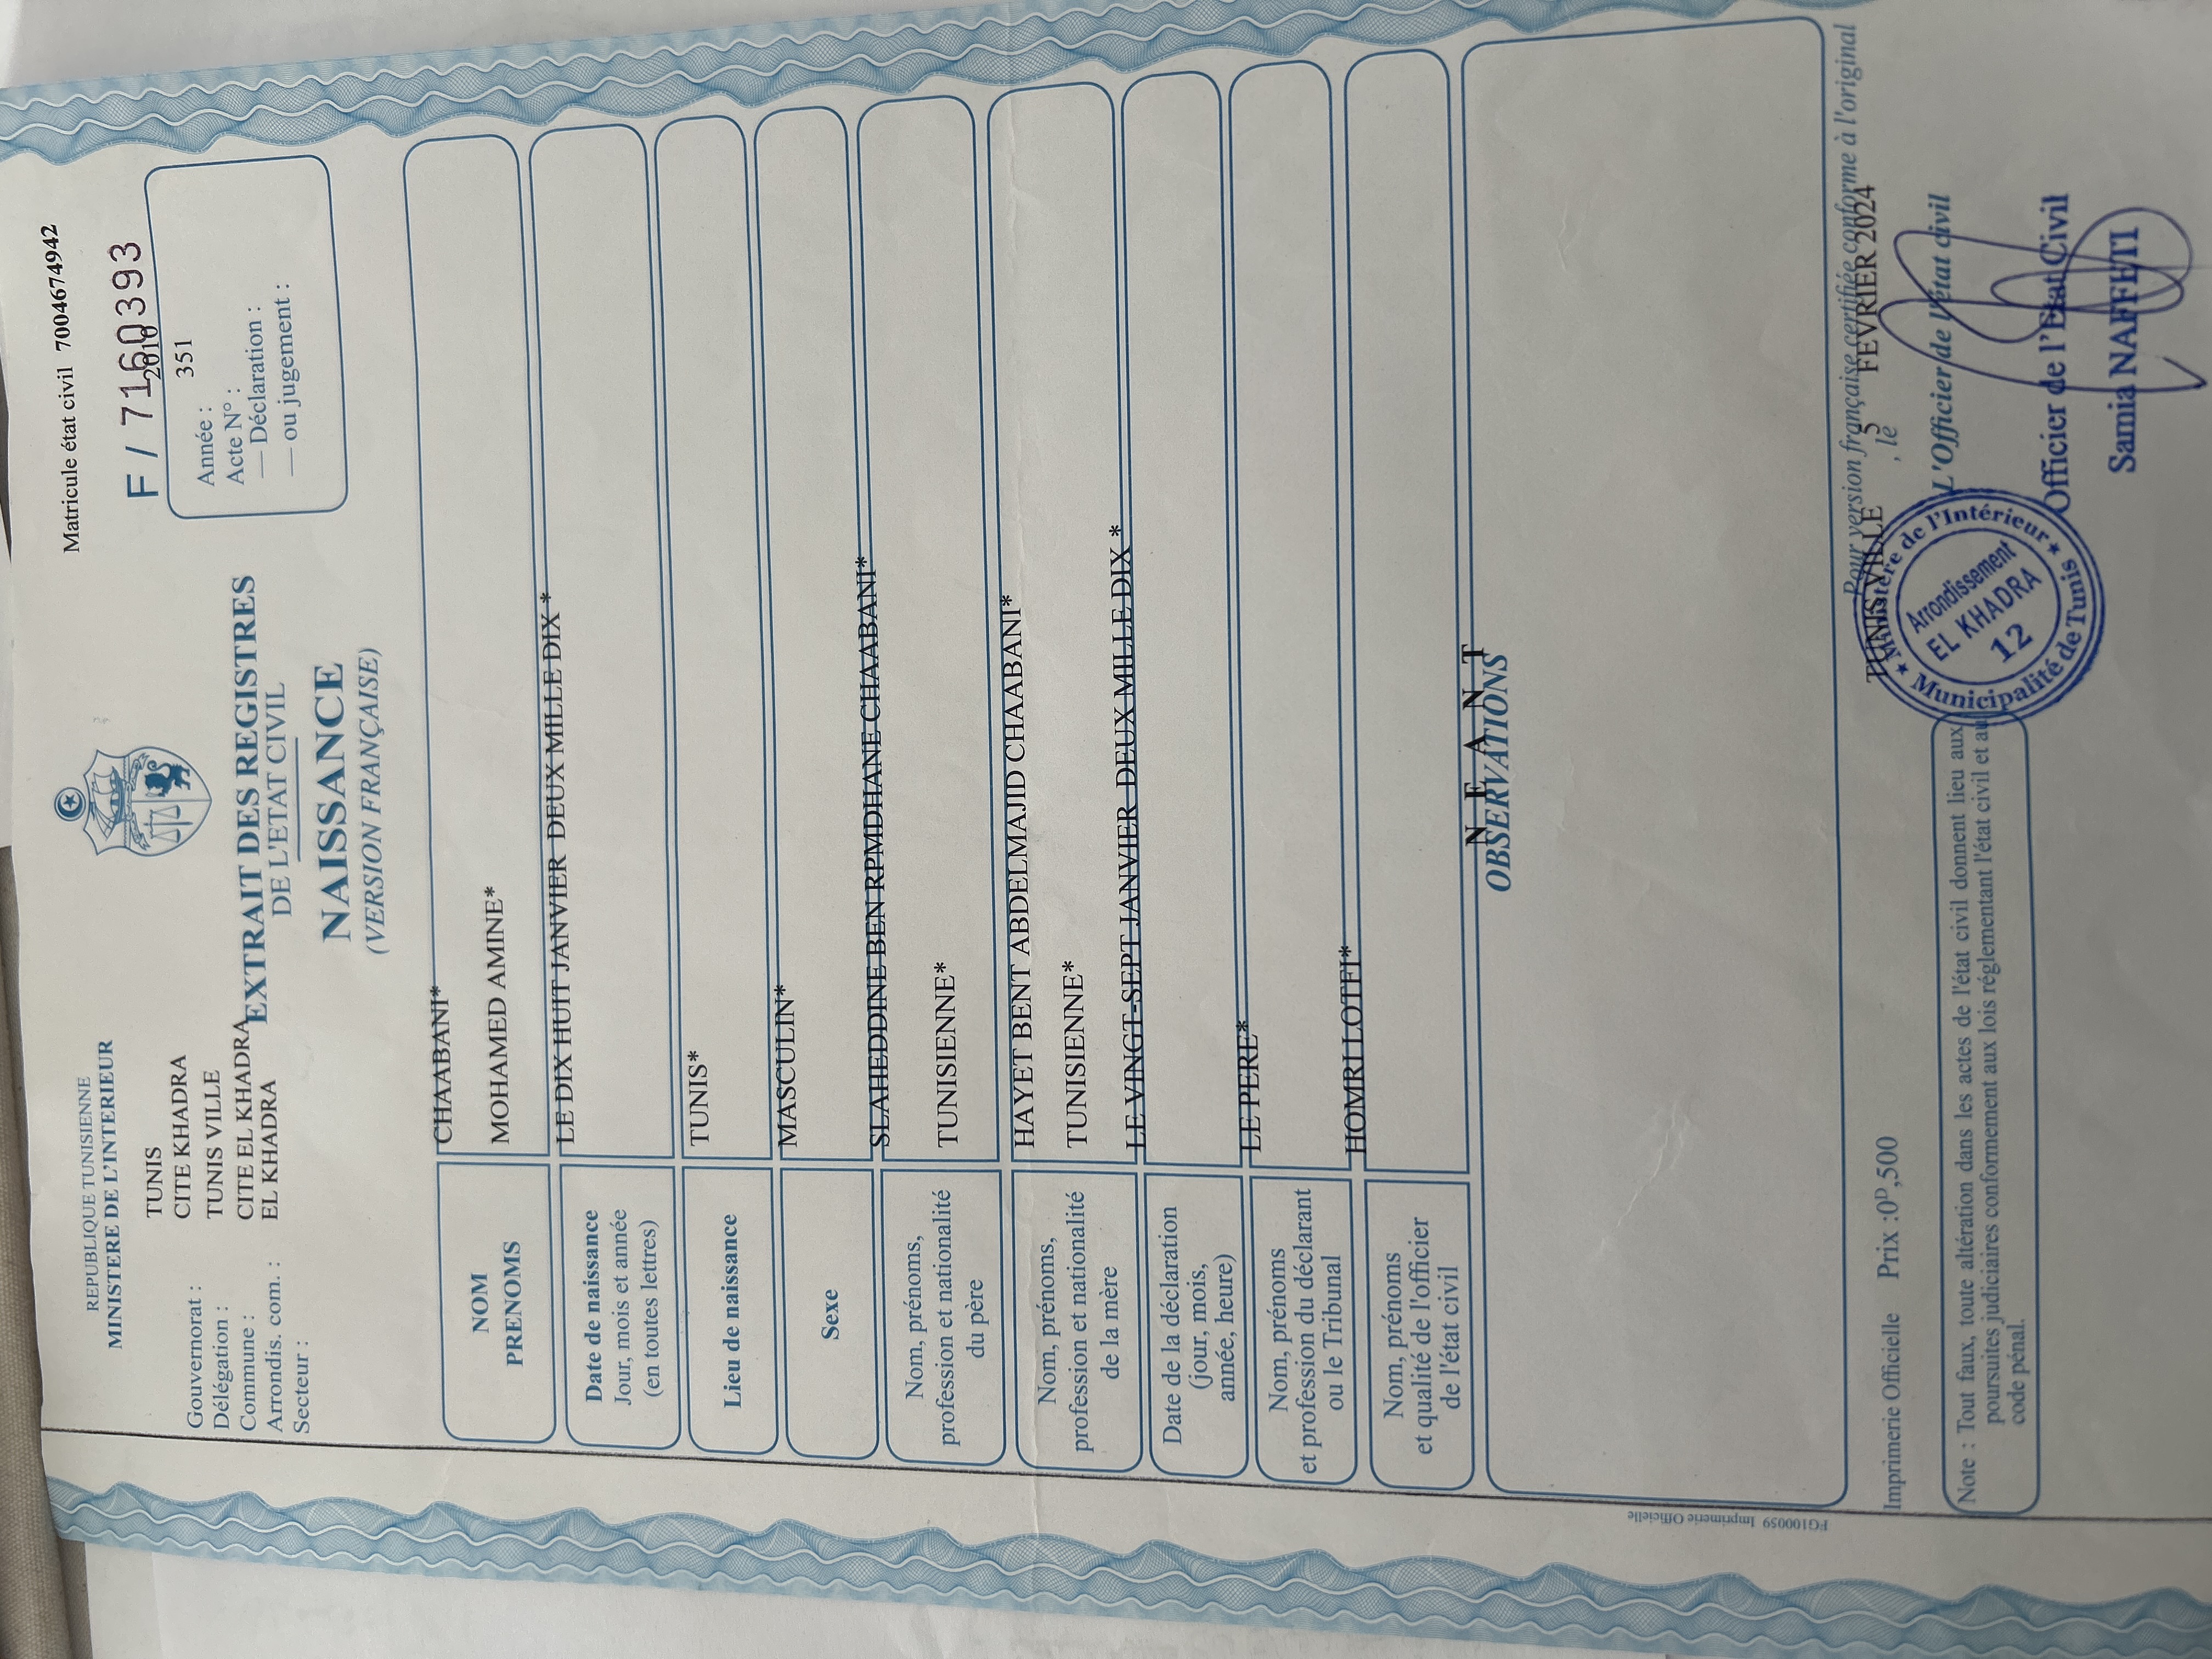 Matricule état civil 7004674942
REPUBLIQUE TUNISIENNE
MINISTERE DE L'INTERIEUR
F / 7160393
Gouvernorat : TUNIS
Délégation : CITE KHADRA
Commune : TUNIS VILLE
Arrondis. com. : CITE EL KHADRA
Secteur : EL KHADRA
Année : 2010
Acte N° : 351
— Déclaration :
— ou jugement :
EXTRAIT DES REGISTRES
DE L'ETAT CIVIL
NAISSANCE
(VERSION FRANÇAISE)
NOM CHAABANI*
PRENOMS MOHAMED AMINE*
Date de naissance
Jour, mois et année
(en toutes lettres)
LE DIX HUIT JANVIER DEUX MILLE DIX *
Lieu de naissance
TUNIS*
Sexe
MASCULIN*
Nom, prénoms,
profession et nationalité
du père
SLAHEDDINE BEN RPMDHANE CHAABANI*
TUNISIENNE*
Nom, prénoms,
profession et nationalité
de la mère
HAYET BENT ABDELMAJID CHAABANI*
TUNISIENNE*
Date de la déclaration
(jour, mois,
année, heure)
LE VINGT-SEPT JANVIER DEUX MILLE DIX *
Nom, prénoms
et profession du déclarant
ou le Tribunal
LE PERE*
Nom, prénoms
et qualité de l'officier
de l'état civil
HOMRI LOTFI*
N E A N T
OBSERVATIONS
FG100059 Imprimerie Officielle
Pour version française certifiée conforme à l'original
TUNIS VILLE , le 5 FEVRIER 2024
Imprimerie Officielle Prix :0D,500
L'Officier de l'état civil
Note : Tout faux, toute altération dans les actes de l'état civil donnent lieu aux
poursuites judiciaires conformement aux lois réglementant l'état civil et au
code pénal.
Ministère de l'Intérieur
Arrondissement
EL KHADRA
12
Municipalité de Tunis
Officier de l'Etat Civil
Samia NAFFETI